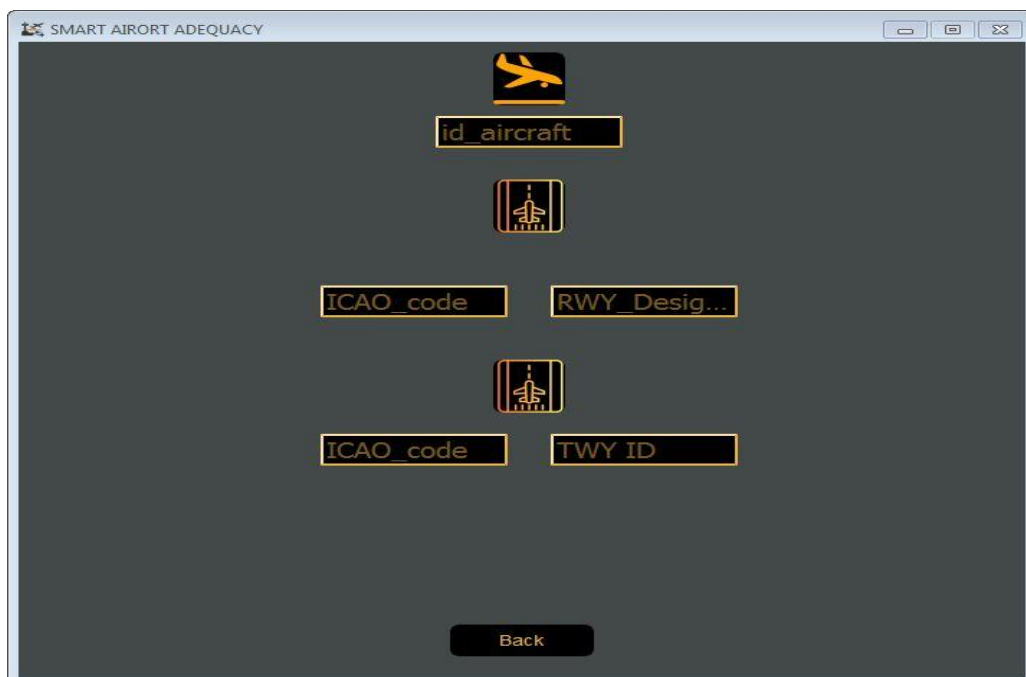 SMART AIRORT ADEQUACY
id_aircraft
ICAO_code RWY_Desig...
ICAO_code TWY ID
Back